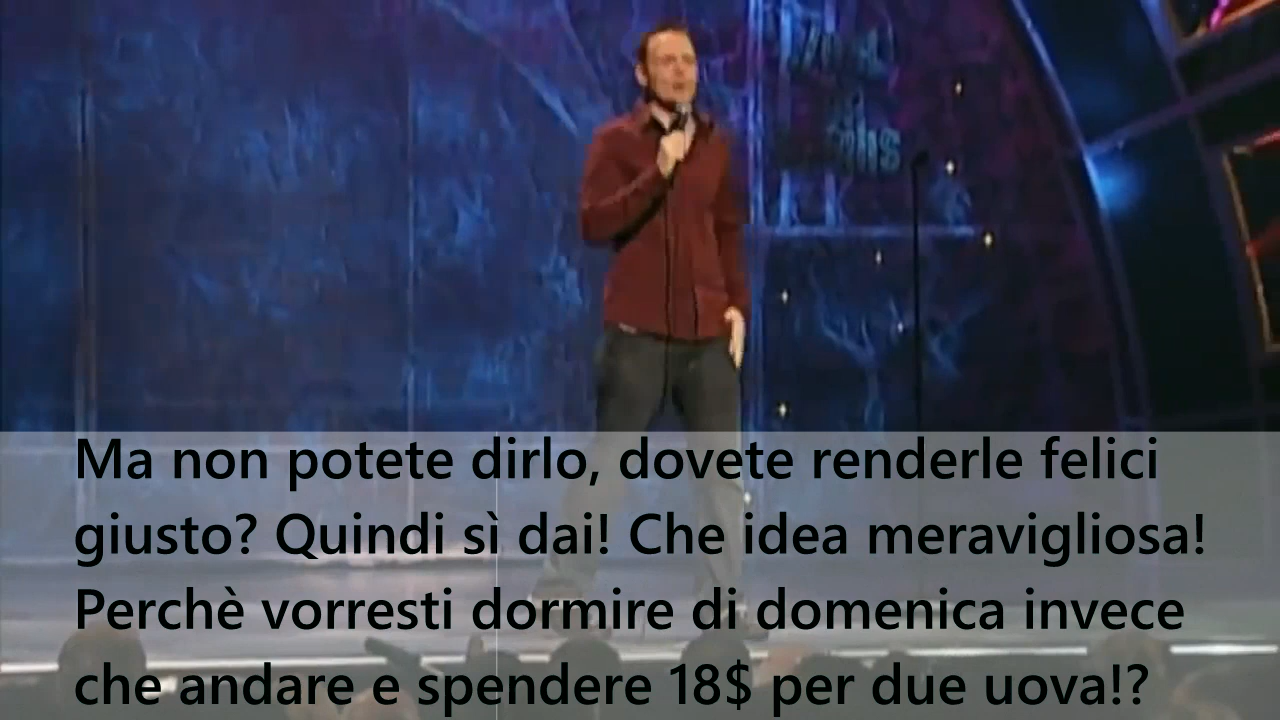 Ma non potete dirlo, dovete renderle felici
giusto? Quindi sì dai! Che idea meravigliosa!
Perchè vorresti dormire di domenica invece
che andare e spendere 18$ per due uova!?